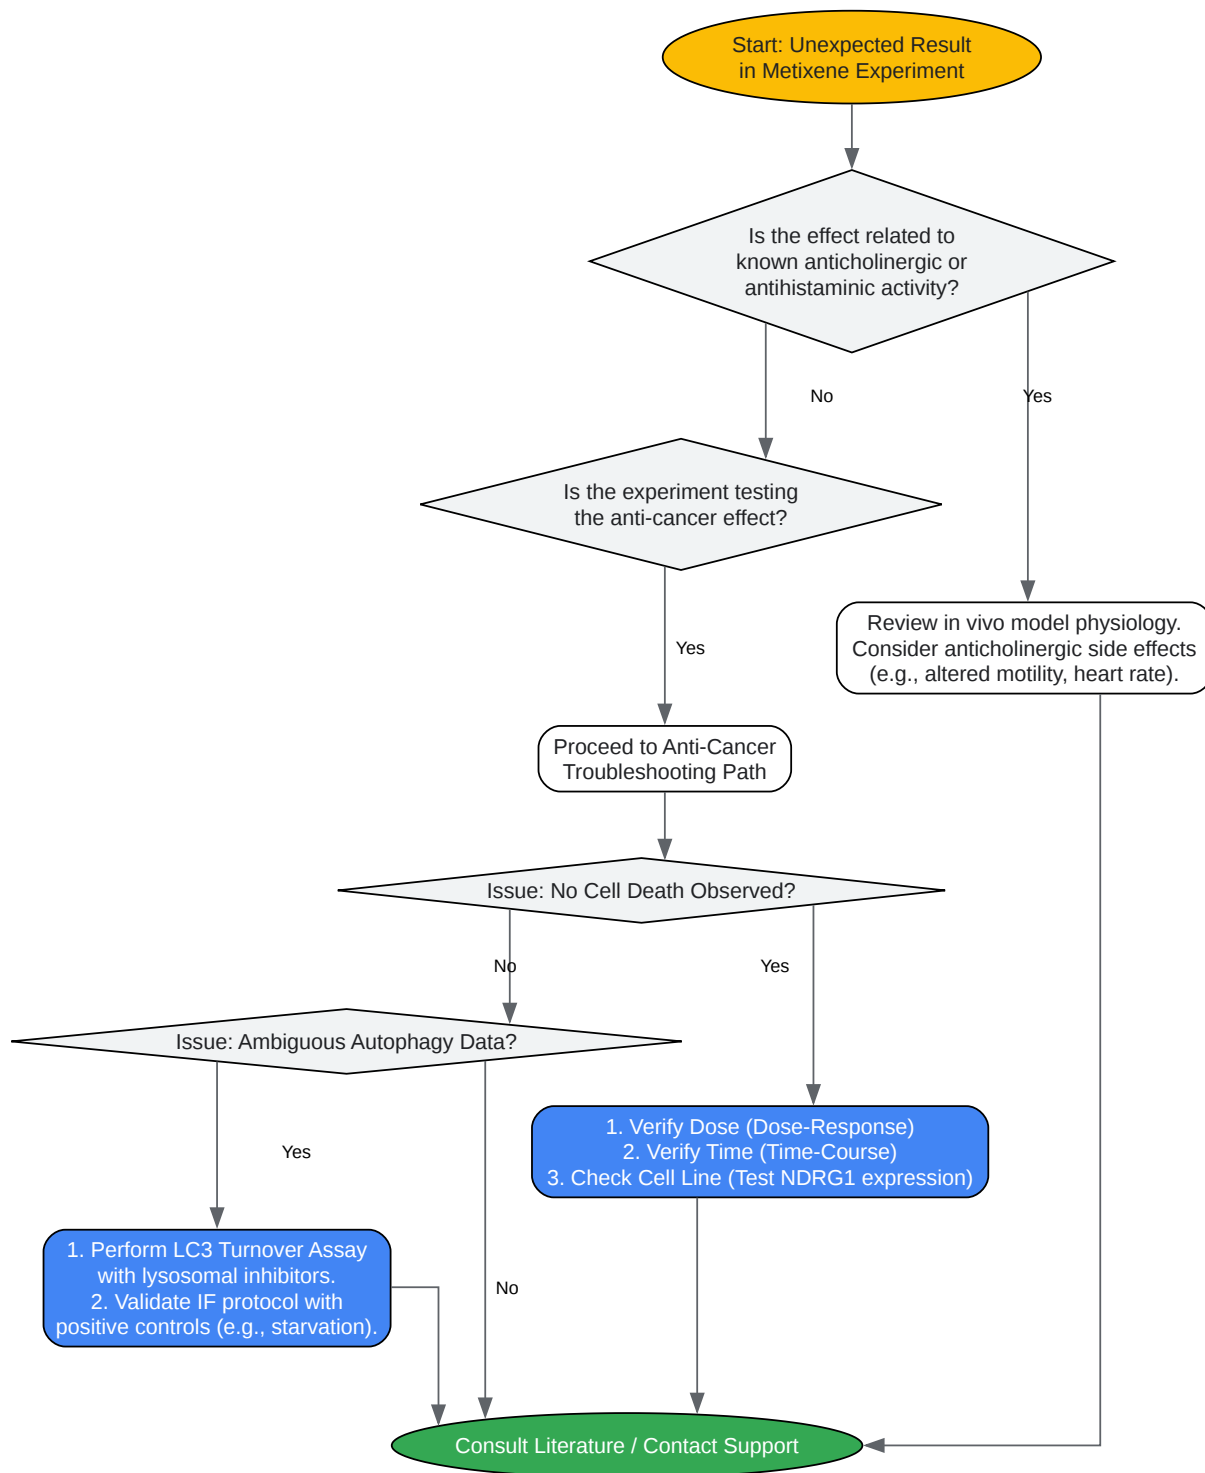 Start: Unexpected Result
in Metixene Experiment
Is the effect related to
known anticholinergic or
antihistaminic activity?
No
Yes
Is the experiment testing
the anti-cancer effect?
Review in vivo model physiology.
Consider anticholinergic side effects
(e.g., altered motility, heart rate).
Yes
Proceed to Anti-Cancer
Troubleshooting Path
Issue: No Cell Death Observed?
No
Yes
Issue: Ambiguous Autophagy Data?
1. Verify Dose (Dose-Response)
2. Verify Time (Time-Course)
3. Check Cell Line (Test NDRG1 expression)
Yes
1. Perform LC3 Turnover Assay
with lysosomal inhibitors.
2. Validate IF protocol with
positive controls (e.g., starvation).
No
Consult Literature / Contact Support